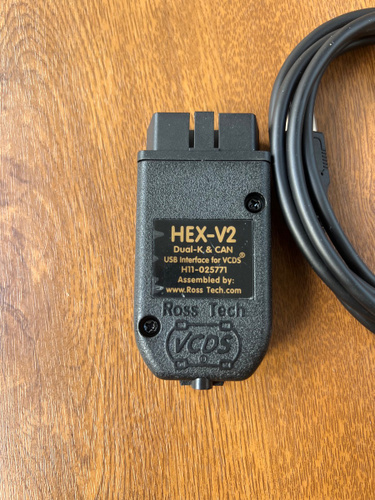 HEX-V2
Dual-K & CAN
USB Interface for VCDS®
H11-025771
Assembled by:
www.Ross Tech.com
Ross Tech
VCDS